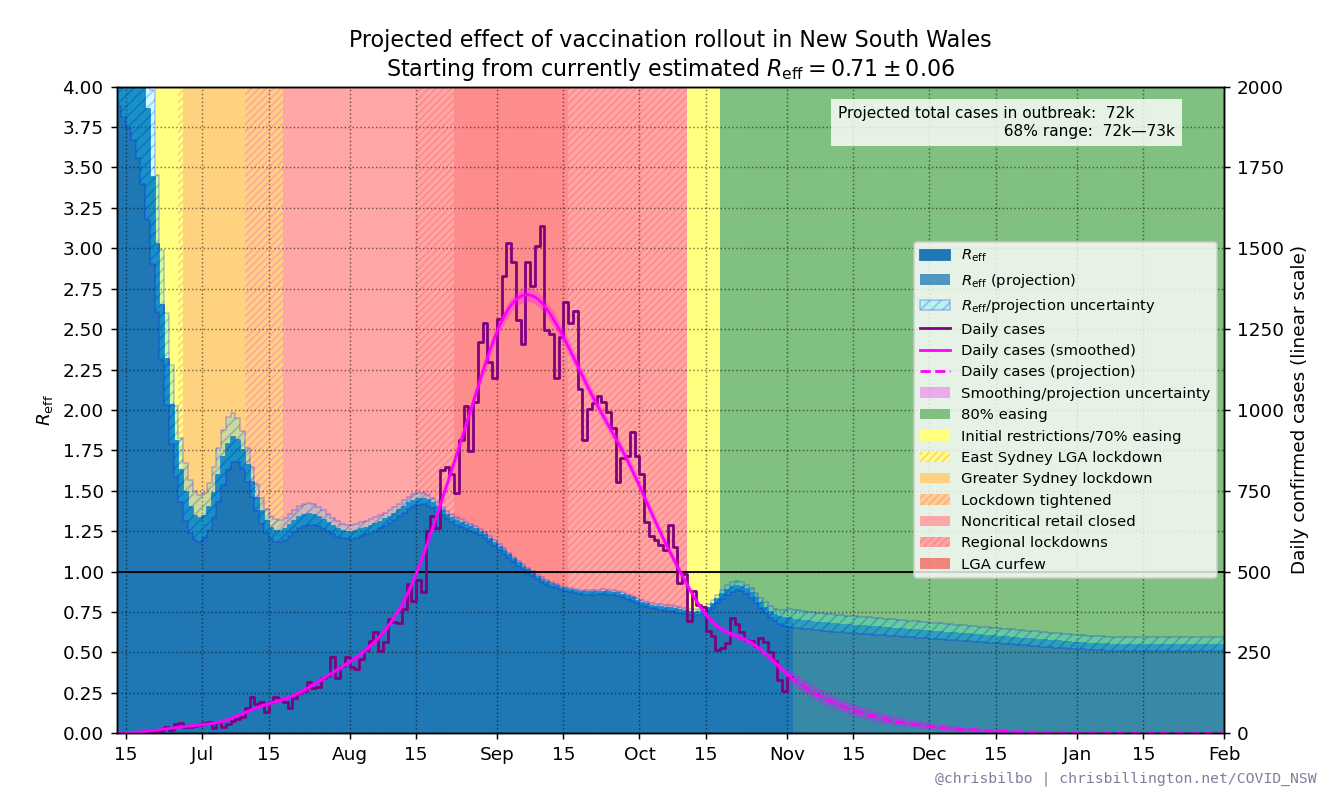 Projected effect of vaccination rollout in New South Wales
Starting from currently estimated Reff = 0.71 ± 0.06
4.00
3.75
3.50
3.25
3.00
2.75
2.50
2.25
2.00
1.75
1.50
1.25
1.00
0.75
0.50
0.25
0.00
Reff
Projected total cases in outbreak: 72k
68% range: 72k—73k
Reff
Reff (projection)
Reff/projection uncertainty
Daily cases
Daily cases (smoothed)
Daily cases (projection)
Smoothing/projection uncertainty
80% easing
Initial restrictions/70% easing
East Sydney LGA lockdown
Greater Sydney lockdown
Lockdown tightened
Noncritical retail closed
Regional lockdowns
LGA curfew
2000
1750
1500
1250
1000
750
500
250
0
Daily confirmed cases (linear scale)
15 Jul 15 Aug 15 Sep 15 Oct 15 Nov 15 Dec 15 Jan 15 Feb
@chrisbilbo | chrisbillington.net/COVID_NSW